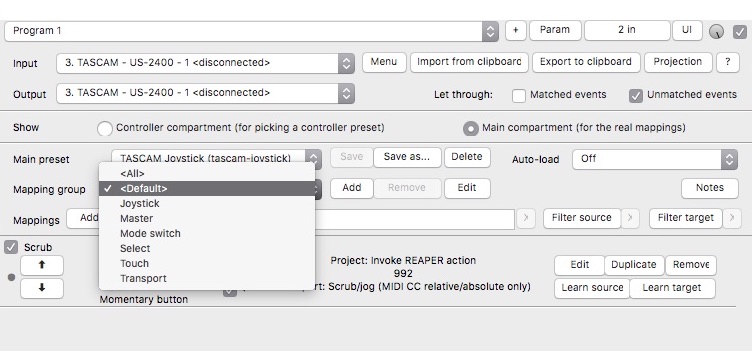 Program 1 + Param 2 in UI
Input 3. TASCAM - US-2400 - 1 <disconnected> Menu Import from clipboard Export to clipboard Projection ?
Output 3. TASCAM - US-2400 - 1 <disconnected> Let through: Matched events Unmatched events
Show Controller compartment (for picking a controller preset) Main compartment (for the real mappings)
Main preset TASCAM Joystick (tascam-joystick) Save Save as... Delete Auto-load Off
<All>
Mapping group ✓ <Default> Add Remove Edit Notes
Joystick
Mappings Add Master > Filter source > Filter target >
Mode switch
Scrub Select
Touch
Transport
Project: Invoke REAPER action Edit Duplicate Remove
992
rt: Scrub/jog (MIDI CC relative/absolute only) Learn source Learn target
Momentary button